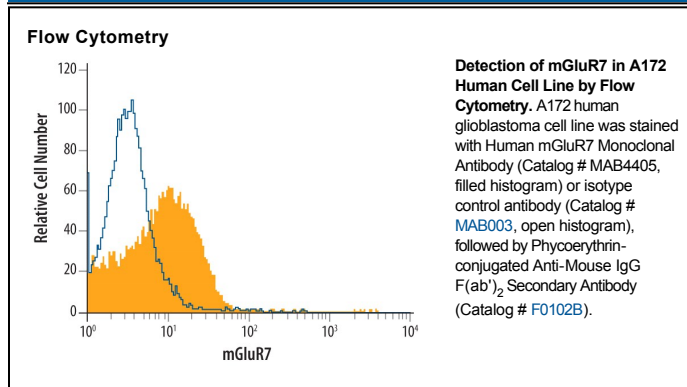 Flow Cytometry
120
100
80
60
40
20
0
Relative Cell Number
10⁰ 10¹ 10² 10³ 10⁴
mGluR7
Detection of mGluR7 in A172
Human Cell Line by Flow
Cytometry. A172 human
glioblastoma cell line was stained
with Human mGluR7 Monoclonal
Antibody (Catalog # MAB4405,
filled histogram) or isotype
control antibody (Catalog #
MAB003, open histogram),
followed by Phycoerythrin-
conjugated Anti-Mouse IgG
F(ab')₂ Secondary Antibody
(Catalog # F0102B).